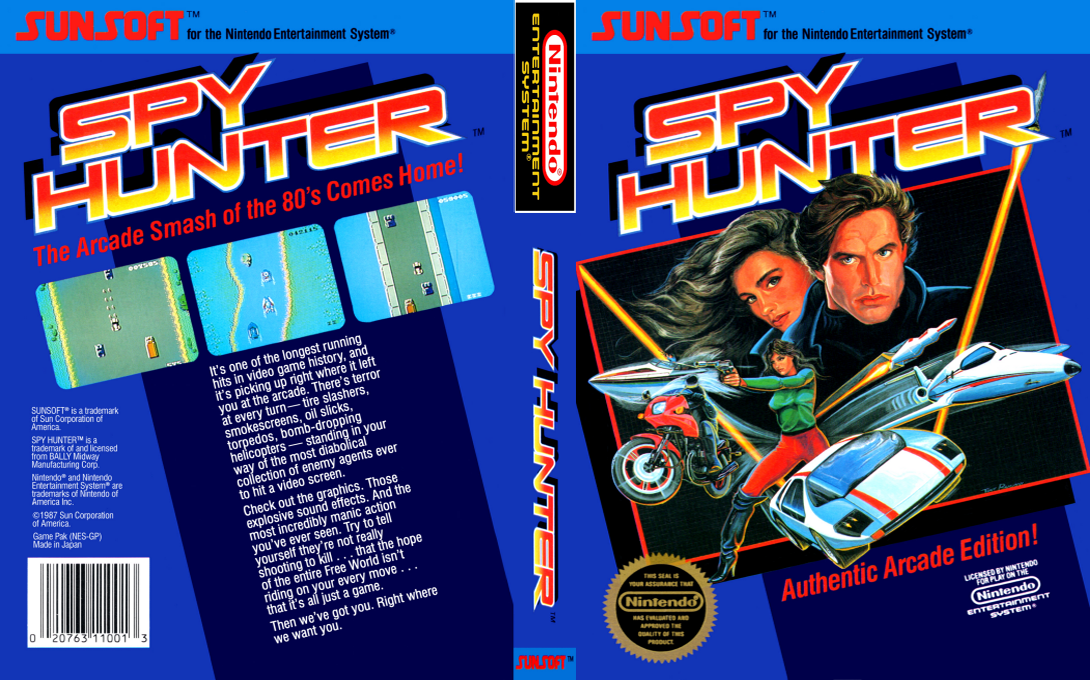 SUNSOFT™ for the Nintendo Entertainment System®
SPY
HUNTER™
The Arcade Smash of the 80's Comes Home!
It's one of the longest running
hits in video game history, and
it's picking up right where it left
you at the arcade. There's terror
at every turn— tire slashers,
smokescreens, oil slicks,
torpedos, bomb-dropping
helicopters — standing in your
way of the most diabolical
collection of enemy agents ever
to hit a video screen.
Check out the graphics. Those
explosive sound effects. And the
most incredibly manic action
you've ever seen. Try to tell
yourself they're not really
shooting to kill . . . that the hope
of the entire Free World isn't
riding on your every move . . .
that it's all just a game.
Then we've got you. Right where
we want you.
SUNSOFT® is a trademark
of Sun Corporation of
America.
SPY HUNTER™ is a
trademark of and licensed
from BALLY Midway
Manufacturing Corp.
Nintendo® and Nintendo
Entertainment System® are
trademarks of Nintendo of
America Inc.
©1987 Sun Corporation
of America.
Game Pak (NES-GP)
Made in Japan
0 20763 11001 3
Nintendo®
ENTERTAINMENT
SYSTEM®
SPY HUNTER™
SUNSOFT™
SUNSOFT™ for the Nintendo Entertainment System®
SPY
HUNTER™
Authentic Arcade Edition!
THIS SEAL IS
YOUR ASSURANCE THAT
Nintendo®
HAS EVALUATED AND
APPROVED THE
QUALITY OF THIS
PRODUCT.
LICENSED BY NINTENDO
FOR PLAY ON THE
Nintendo®
ENTERTAINMENT
SYSTEM®